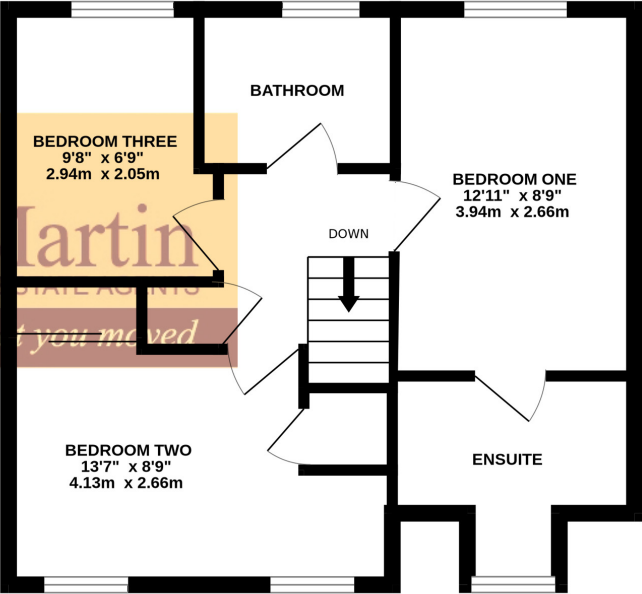 BATHROOM
BEDROOM THREE
9'8" x 6'9"
2.94m x 2.05m
BEDROOM ONE
12'11" x 8'9"
3.94m x 2.66m
Martin
DOWN
ESTATE AGENTS
t you moved
BEDROOM TWO
13'7" x 8'9"
4.13m x 2.66m
ENSUITE